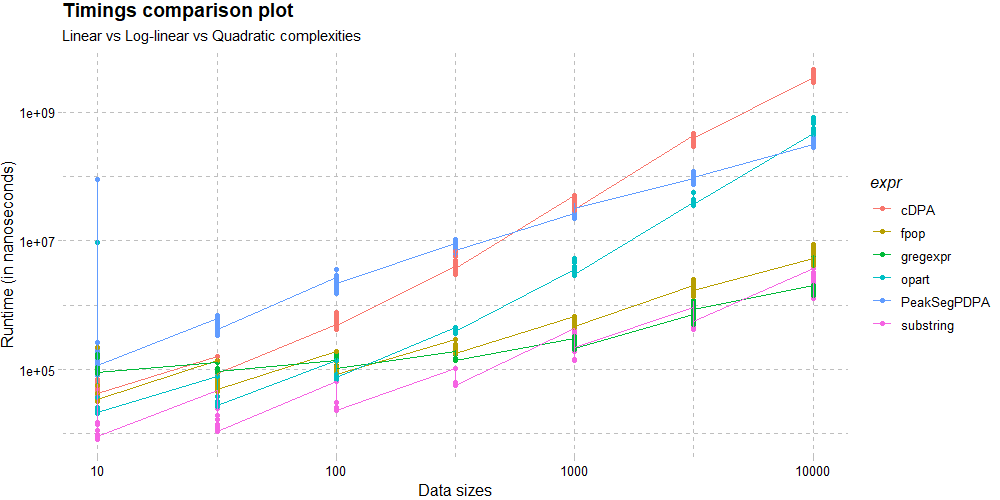 Timings comparison plot
Linear vs Log-linear vs Quadratic complexities
1e+09
1e+07
1e+05
Runtime (in nanoseconds)
10
100
1000
10000
Data sizes
expr
cDPA
fpop
gregexpr
opart
PeakSegPDPA
substring